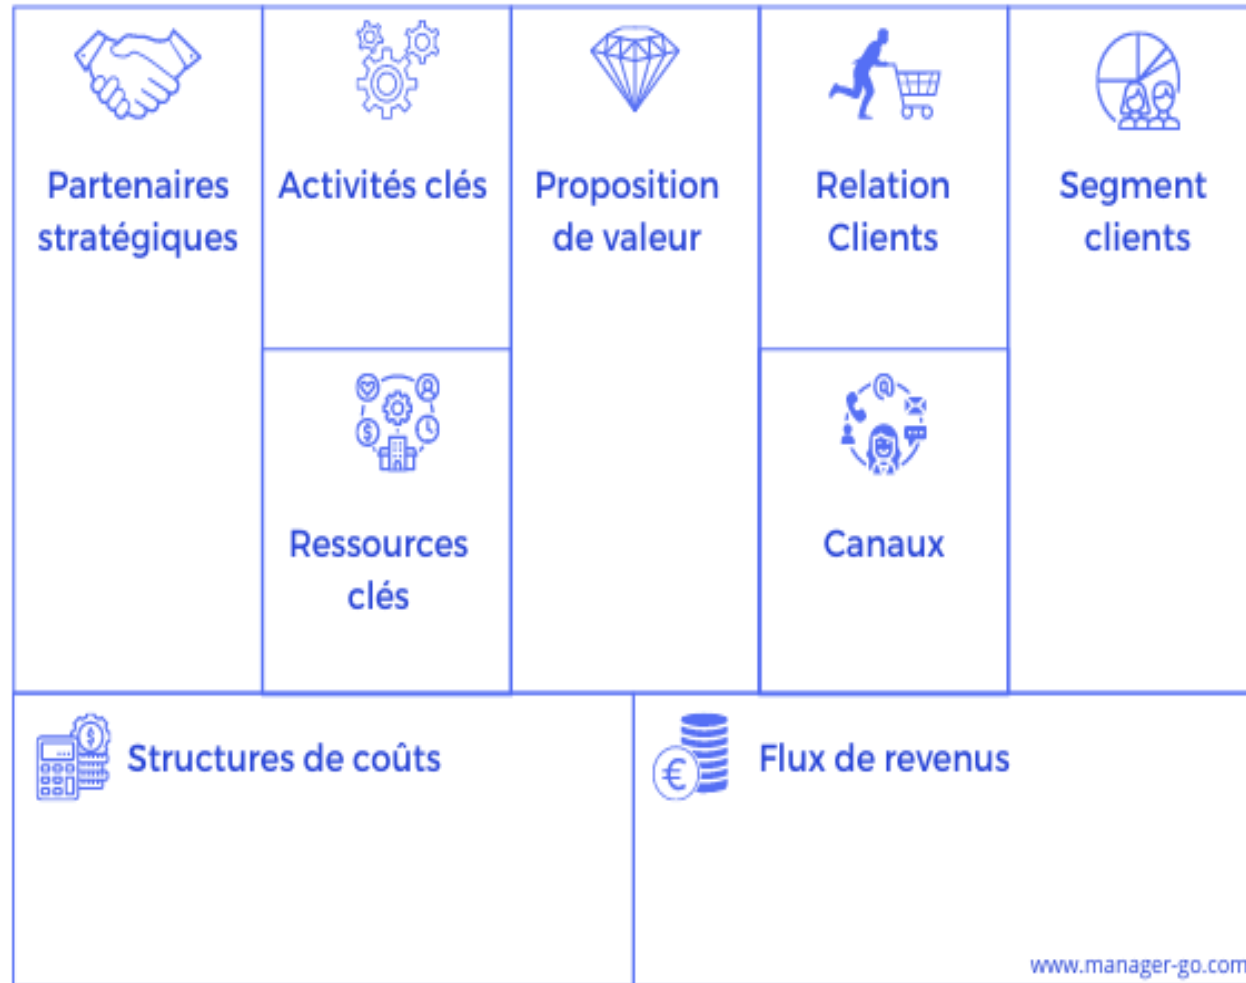 Partenaires
stratégiques
Activités clés
Ressources
clés
Proposition
de valeur
Relation
Clients
Canaux
Segment
clients
Structures de coûts
Flux de revenus
www.manager-go.com